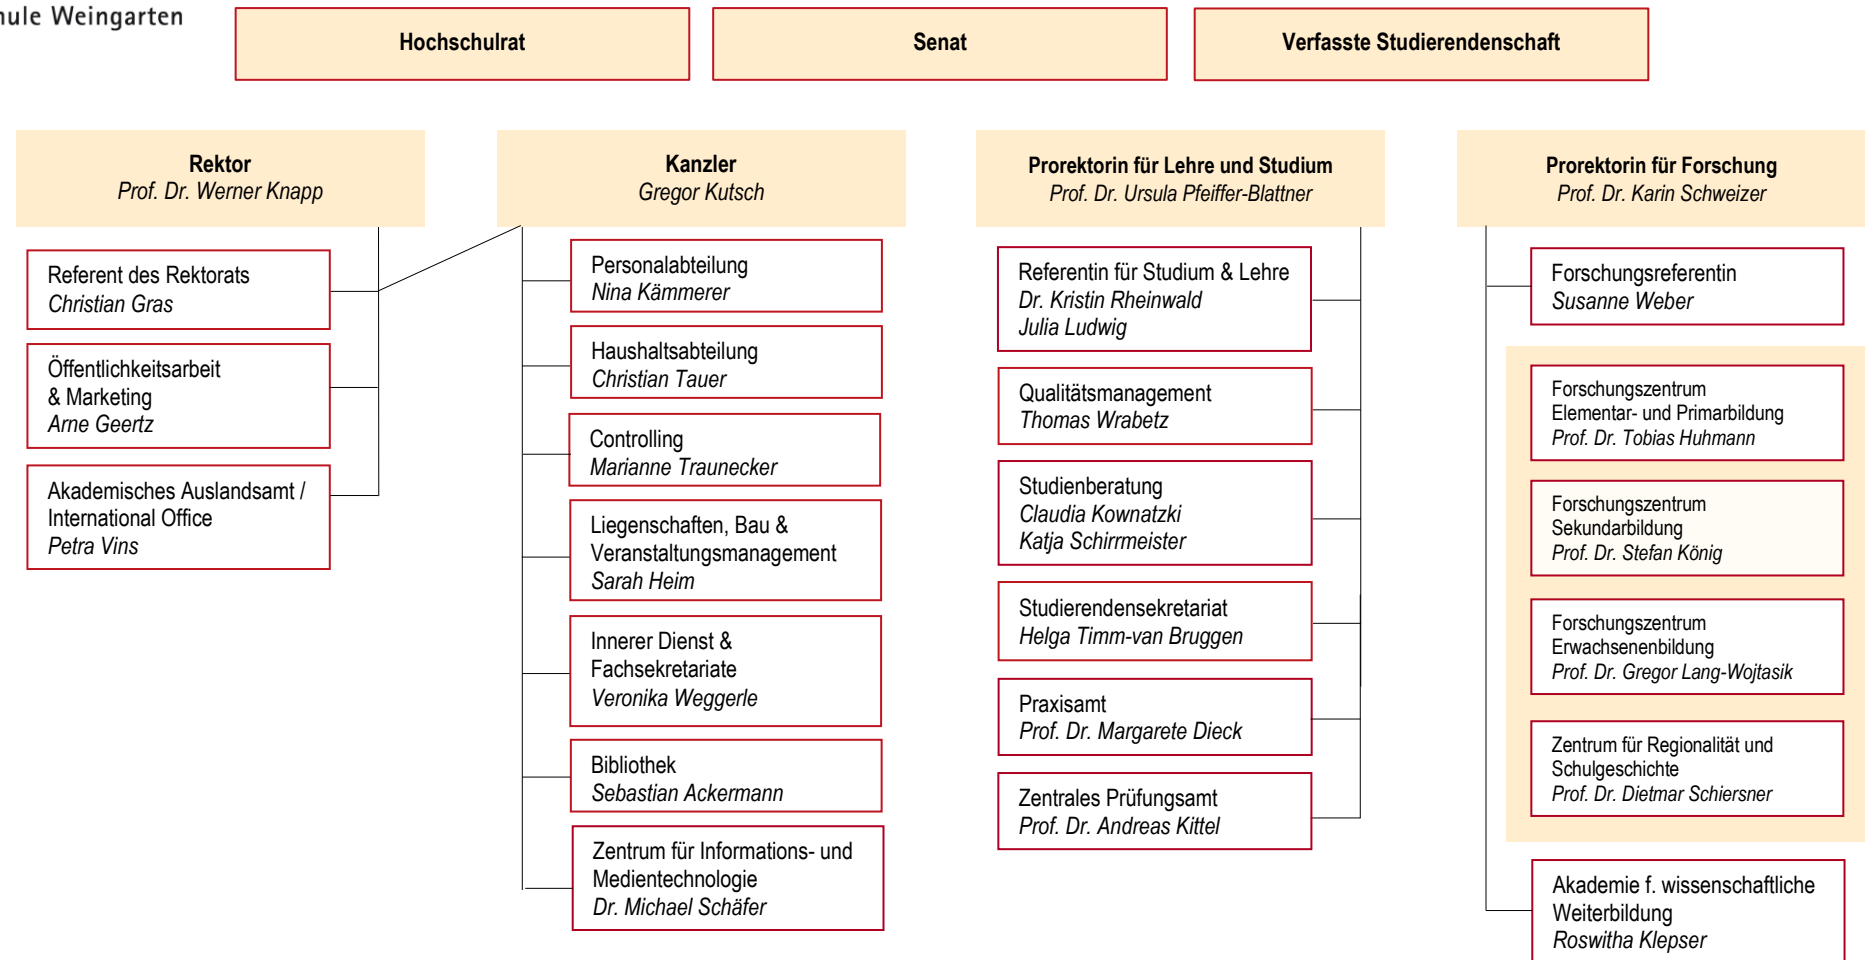 hule Weingarten
Hochschulrat
Senat
Verfasste Studierendenschaft
Rektor
Prof. Dr. Werner Knapp
Referent des Rektorats
Christian Gras
Öffentlichkeitsarbeit
& Marketing
Arne Geertz
Akademisches Auslandsamt /
International Office
Petra Vins
Kanzler
Gregor Kutsch
Personalabteilung
Nina Kämmerer
Haushaltsabteilung
Christian Tauer
Controlling
Marianne Traunecker
Liegenschaften, Bau &
Veranstaltungsmanagement
Sarah Heim
Innerer Dienst &
Fachsekretariate
Veronika Weggerle
Bibliothek
Sebastian Ackermann
Zentrum für Informations- und
Medientechnologie
Dr. Michael Schäfer
Prorektorin für Lehre und Studium
Prof. Dr. Ursula Pfeiffer-Blattner
Referentin für Studium & Lehre
Dr. Kristin Rheinwald
Julia Ludwig
Qualitätsmanagement
Thomas Wrabetz
Studienberatung
Claudia Kownatzki
Katja Schirrmeister
Studierendensekretariat
Helga Timm-van Bruggen
Praxisamt
Prof. Dr. Margarete Dieck
Zentrales Prüfungsamt
Prof. Dr. Andreas Kittel
Prorektorin für Forschung
Prof. Dr. Karin Schweizer
Forschungsreferentin
Susanne Weber
Forschungszentrum
Elementar- und Primarbildung
Prof. Dr. Tobias Huhmann
Forschungszentrum
Sekundarbildung
Prof. Dr. Stefan König
Forschungszentrum
Erwachsenenbildung
Prof. Dr. Gregor Lang-Wojtasik
Zentrum für Regionalität und
Schulgeschichte
Prof. Dr. Dietmar Schiersner
Akademie f. wissenschaftliche
Weiterbildung
Roswitha Klepser